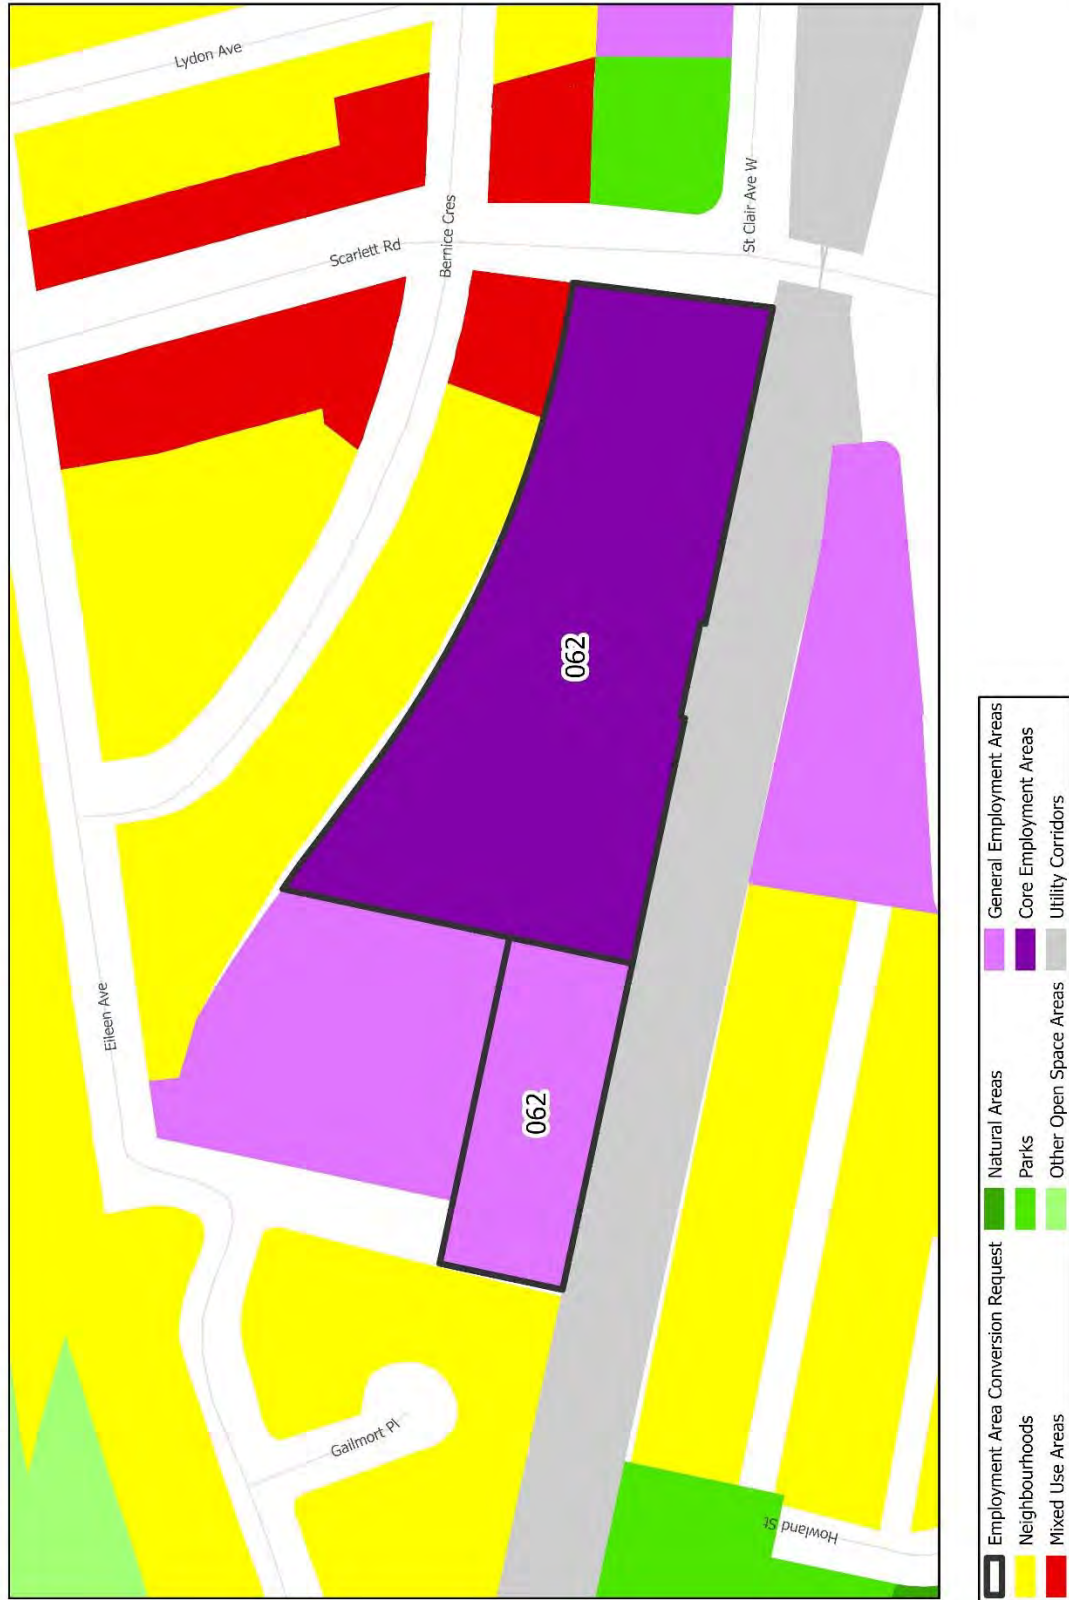 Lydon Ave
Scarlett Rd
Bernice Cres
St Clair Ave W
062
Eileen Ave
062
Gailmort Pl
Howland St
Employment Area Conversion Request
Neighbourhoods
Mixed Use Areas
Natural Areas
Parks
Other Open Space Areas
General Employment Areas
Core Employment Areas
Utility Corridors